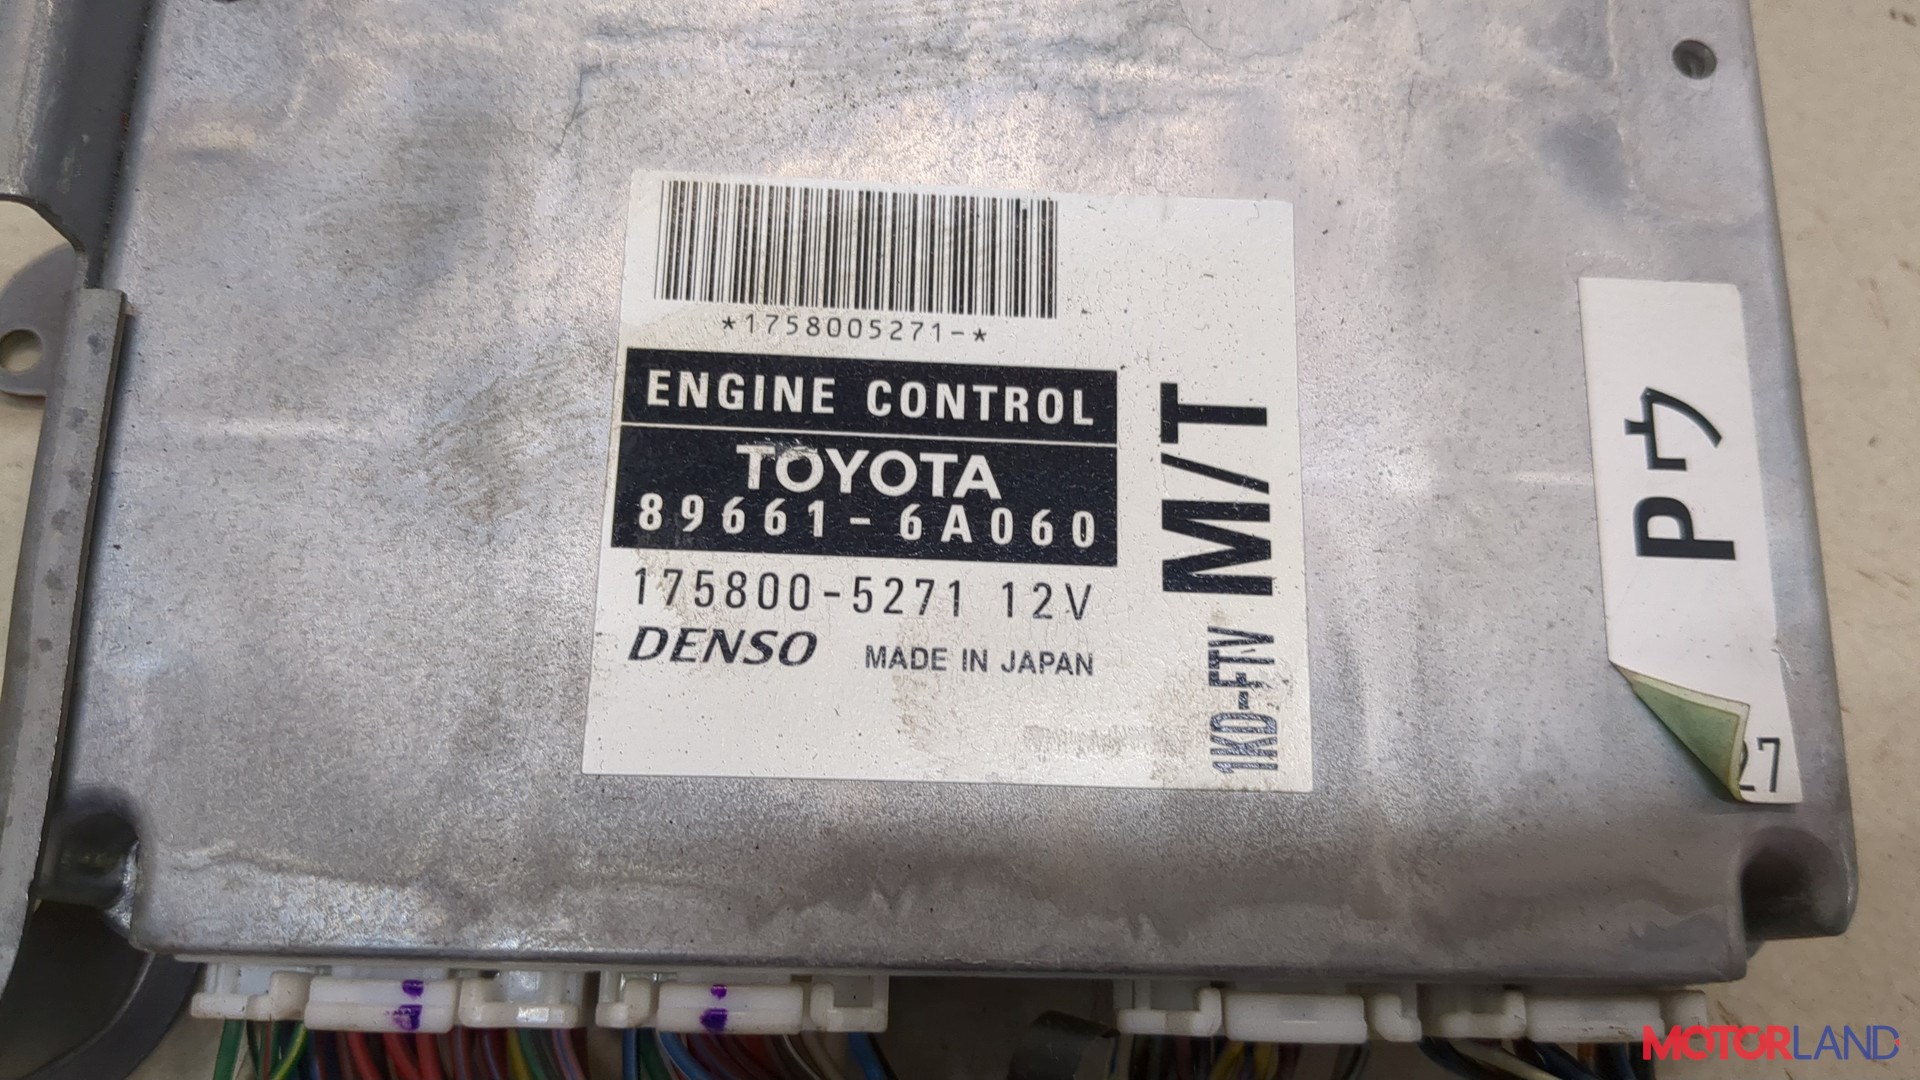 *1758005271-*
ENGINE CONTROL
TOYOTA
89661-6A060
175800-5271 12V
DENSO MADE IN JAPAN
M/T
1KD-FTV
Pウ
27
MOTORLAND